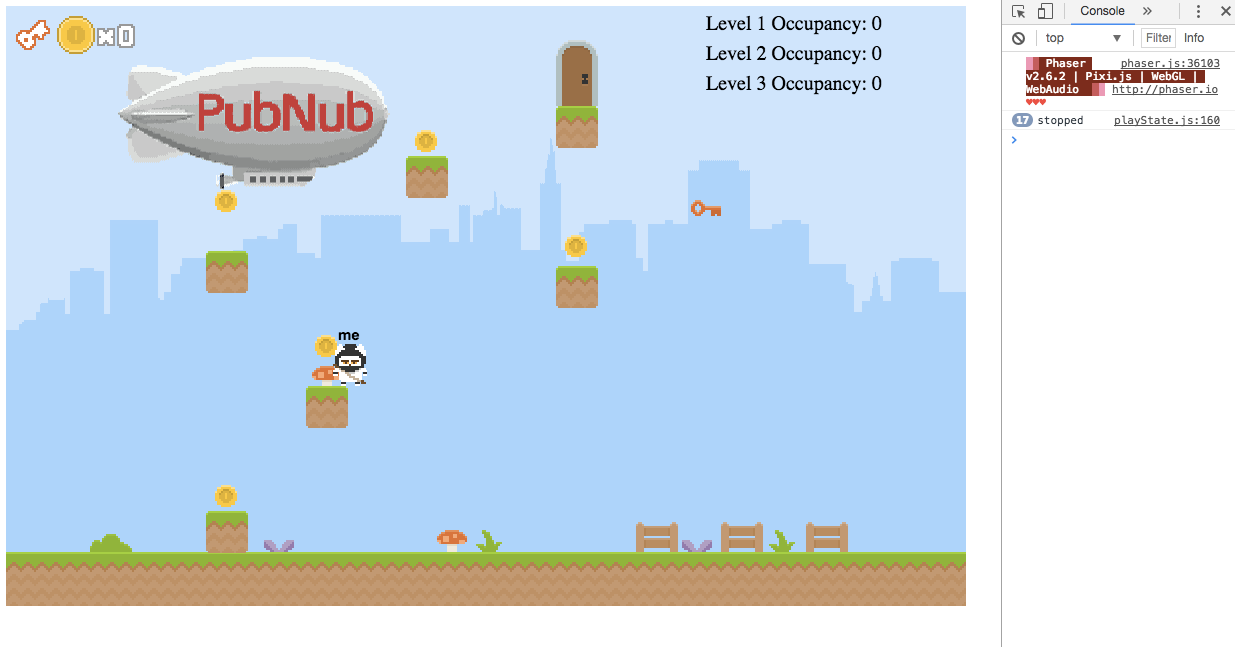 x0
Level 1 Occupancy: 0
Level 2 Occupancy: 0
Level 3 Occupancy: 0
PubNub
me
Console »
top ▼ Filter Info
Phaser phaser.js:36103
v2.6.2 | Pixi.js | WebGL |
WebAudio http://phaser.io
♥♥♥
17 stopped playState.js:160
>